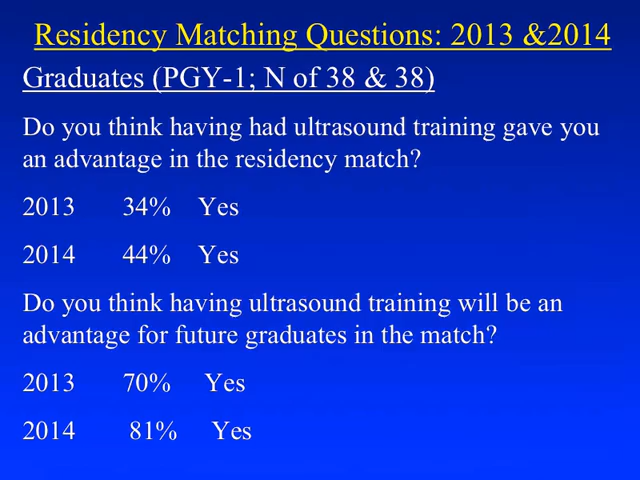 Residency Matching Questions: 2013 &2014
Graduates (PGY-1; N of 38 & 38)
Do you think having had ultrasound training gave you
an advantage in the residency match?
2013 34% Yes
2014 44% Yes
Do you think having ultrasound training will be an
advantage for future graduates in the match?
2013 70% Yes
2014 81% Yes